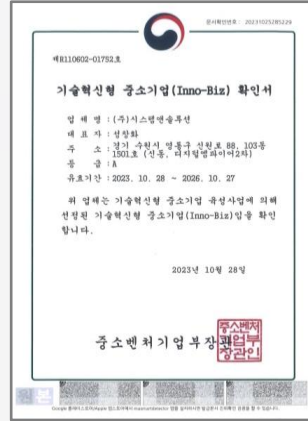 문서확인번호 : 20231025285229
제R110602-01752호
기술혁신형 중소기업(Inno-Biz) 확인서
업 체 명 : (주)시스템앤솔루션
대 표 자 : 성창화
주 소 : 경기 수원시 영통구 신원로 88, 103동
1501호 (신동, 디지털엠파이어2차)
등 급 : A
유효기간 : 2023. 10. 28 ~ 2026. 10. 27
위 업체는 기술혁신형 중소기업 육성사업에 의해
선정된 기술혁신형 중소기업(Inno-Biz)임을 확인
합니다.
2023년 10월 28일
중소벤처기업부장관
중소벤처
기업부
장관인
원본